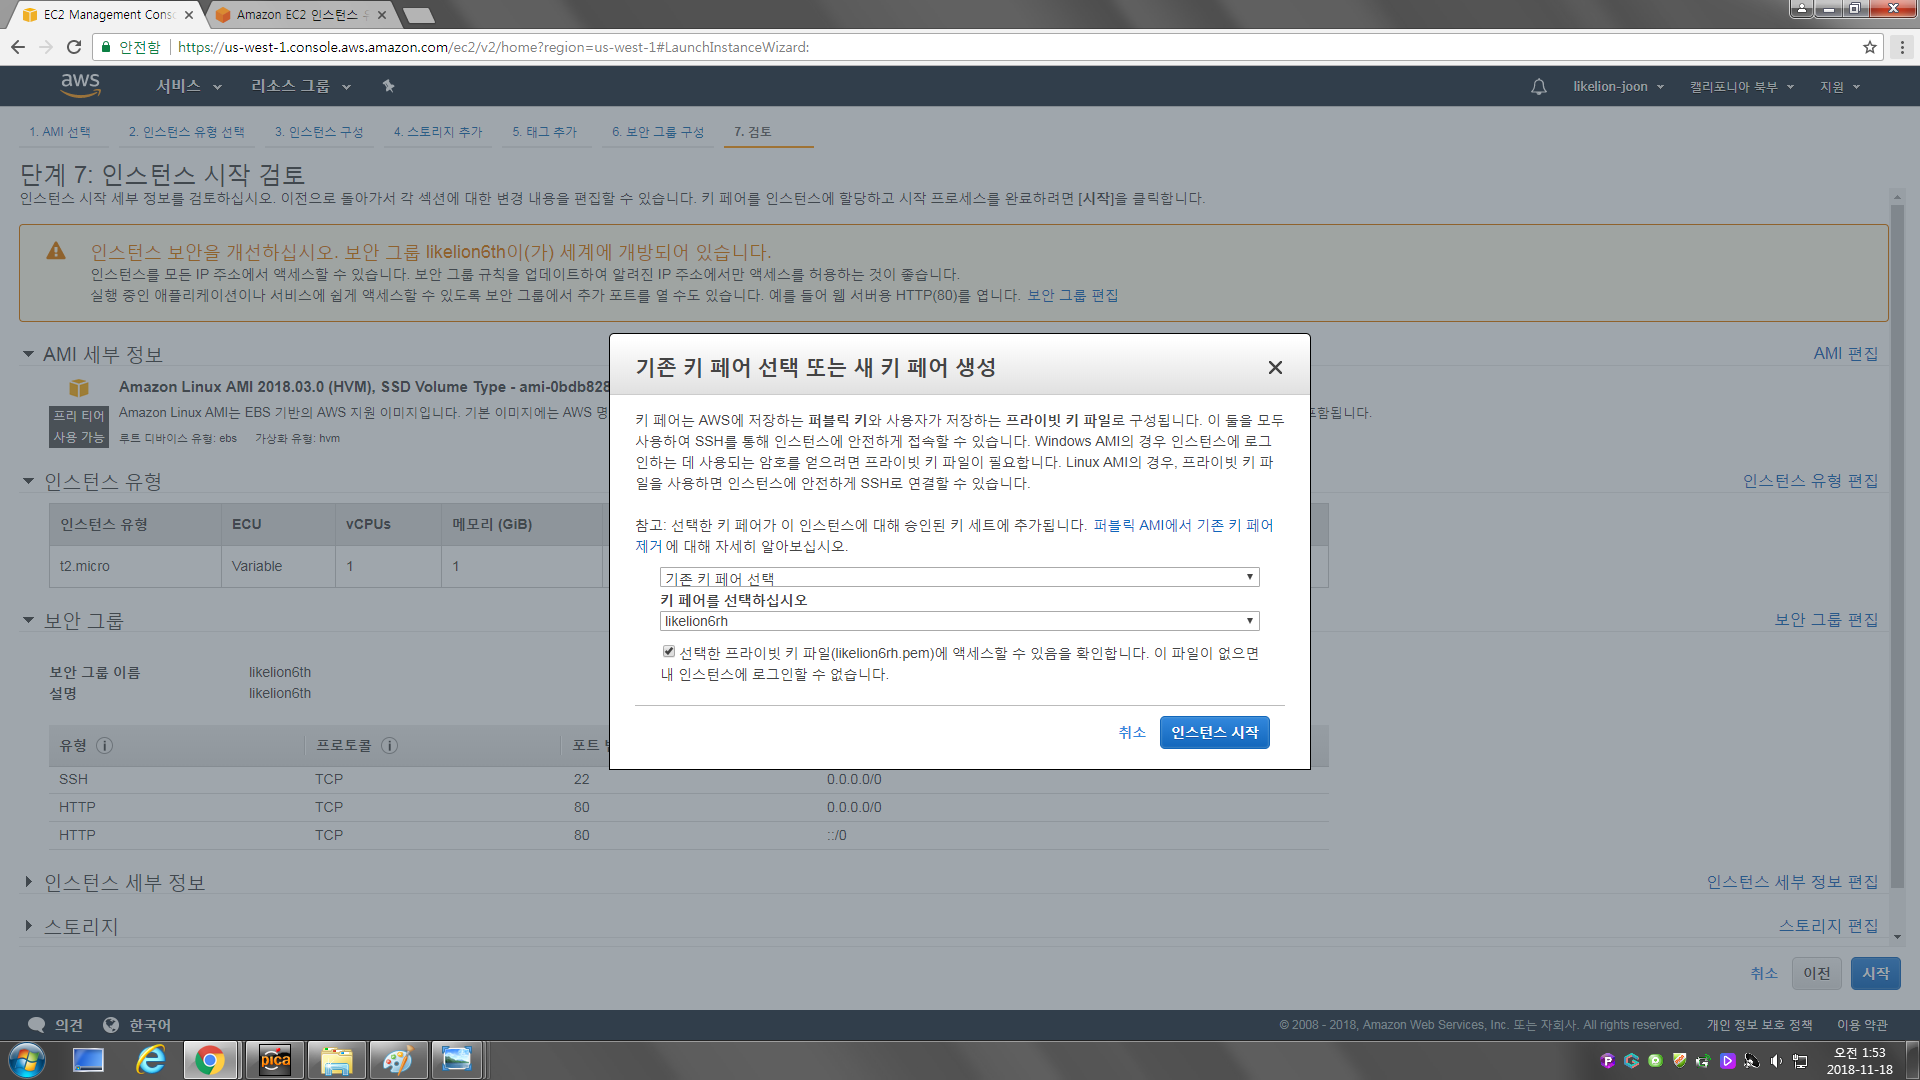 EC2 Management Cons
Amazon EC2 인스턴스
안전함
https://us-west-1.console.aws.amazon.com/ec2/v2/home?region=us-west-1#LaunchInstanceWizard:
aws
서비스
리소스 그룹
likelion-joon
캘리포니아 북부
지원
1. AMI 선택
2. 인스턴스 유형 선택
3. 인스턴스 구성
4. 스토리지 추가
5. 태그 추가
6. 보안 그룹 구성
7. 검토
단계 7: 인스턴스 시작 검토
인스턴스 시작 세부 정보를 검토하십시오. 이전으로 돌아가서 각 섹션에 대한 변경 내용을 편집할 수 있습니다. 키 페어를 인스턴스에 할당하고 시작 프로세스를 완료하려면 [시작]을 클릭합니다.
인스턴스 보안을 개선하십시오. 보안 그룹 likelion6th이(가) 세계에 개방되어 있습니다.
인스턴스를 모든 IP 주소에서 액세스할 수 있습니다. 보안 그룹 규칙을 업데이트하여 알려진 IP 주소에서만 액세스를 허용하는 것이 좋습니다.
실행 중인 애플리케이션이나 서비스에 쉽게 액세스할 수 있도록 보안 그룹에서 추가 포트를 열 수도 있습니다. 예를 들어 웹 서버용 HTTP(80)를 엽니다. 보안 그룹 편집
AMI 세부 정보
AMI 편집
Amazon Linux AMI 2018.03.0 (HVM), SSD Volume Type - ami-0bdb828
프리 티어
사용 가능
Amazon Linux AMI는 EBS 기반의 AWS 지원 이미지입니다. 기본 이미지에는 AWS 명
포함됩니다.
루트 디바이스 유형: ebs 가상화 유형: hvm
인스턴스 유형
인스턴스 유형 편집
인스턴스 유형
ECU
vCPUs
메모리 (GiB)
t2.micro
Variable
1
1
보안 그룹
보안 그룹 편집
보안 그룹 이름
likelion6th
설명
likelion6th
유형
프로토콜
포트
SSH
TCP
22
0.0.0.0/0
HTTP
TCP
80
0.0.0.0/0
HTTP
TCP
80
::/0
인스턴스 세부 정보
인스턴스 세부 정보 편집
스토리지
스토리지 편집
취소
이전
시작
기존 키 페어 선택 또는 새 키 페어 생성
키 페어는 AWS에 저장하는 퍼블릭 키와 사용자가 저장하는 프라이빗 키 파일로 구성됩니다. 이 둘을 모두
사용하여 SSH를 통해 인스턴스에 안전하게 접속할 수 있습니다. Windows AMI의 경우 인스턴스에 로그
인하는 데 사용되는 암호를 얻으려면 프라이빗 키 파일이 필요합니다. Linux AMI의 경우, 프라이빗 키 파
일을 사용하면 인스턴스에 안전하게 SSH로 연결할 수 있습니다.
참고: 선택한 키 페어가 이 인스턴스에 대해 승인된 키 세트에 추가됩니다. 퍼블릭 AMI에서 기존 키 페어
제거 에 대해 자세히 알아보십시오.
기존 키 페어 선택
키 페어를 선택하십시오
likelion6rh
선택한 프라이빗 키 파일(likelion6rh.pem)에 액세스할 수 있음을 확인합니다. 이 파일이 없으면
내 인스턴스에 로그인할 수 없습니다.
취소
인스턴스 시작
의견
한국어
© 2008 - 2018, Amazon Web Services, Inc. 또는 자회사. All rights reserved.
개인 정보 보호 정책
이용 약관
pica
오전 1:53
2018-11-18